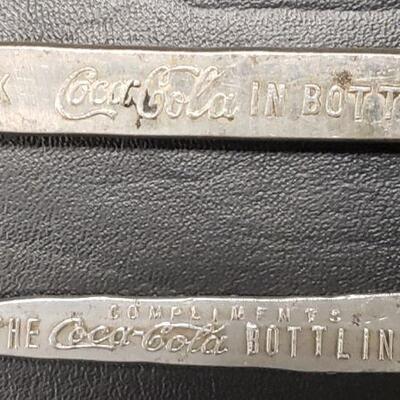 K Coca-Cola IN BOTT
COMPLIMENTS
THE Coca-Cola BOTTLIN